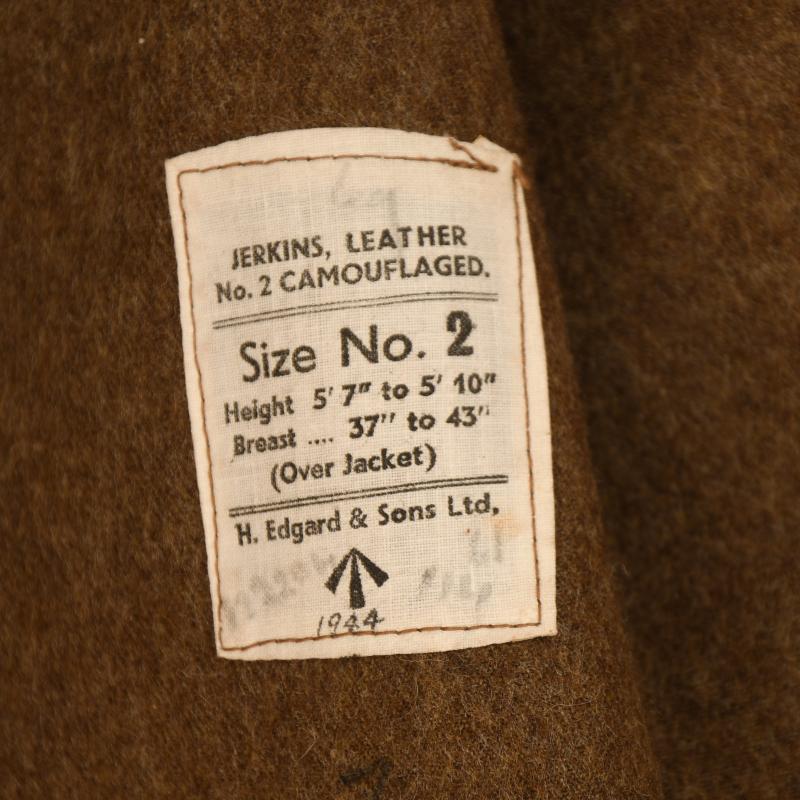 JERKINS, LEATHER
No. 2 CAMOUFLAGED.
Size No. 2
Height 5' 7" to 5' 10"
Breast .... 37" to 43"
(Over Jacket)
H. Edgard & Sons Ltd,
1944